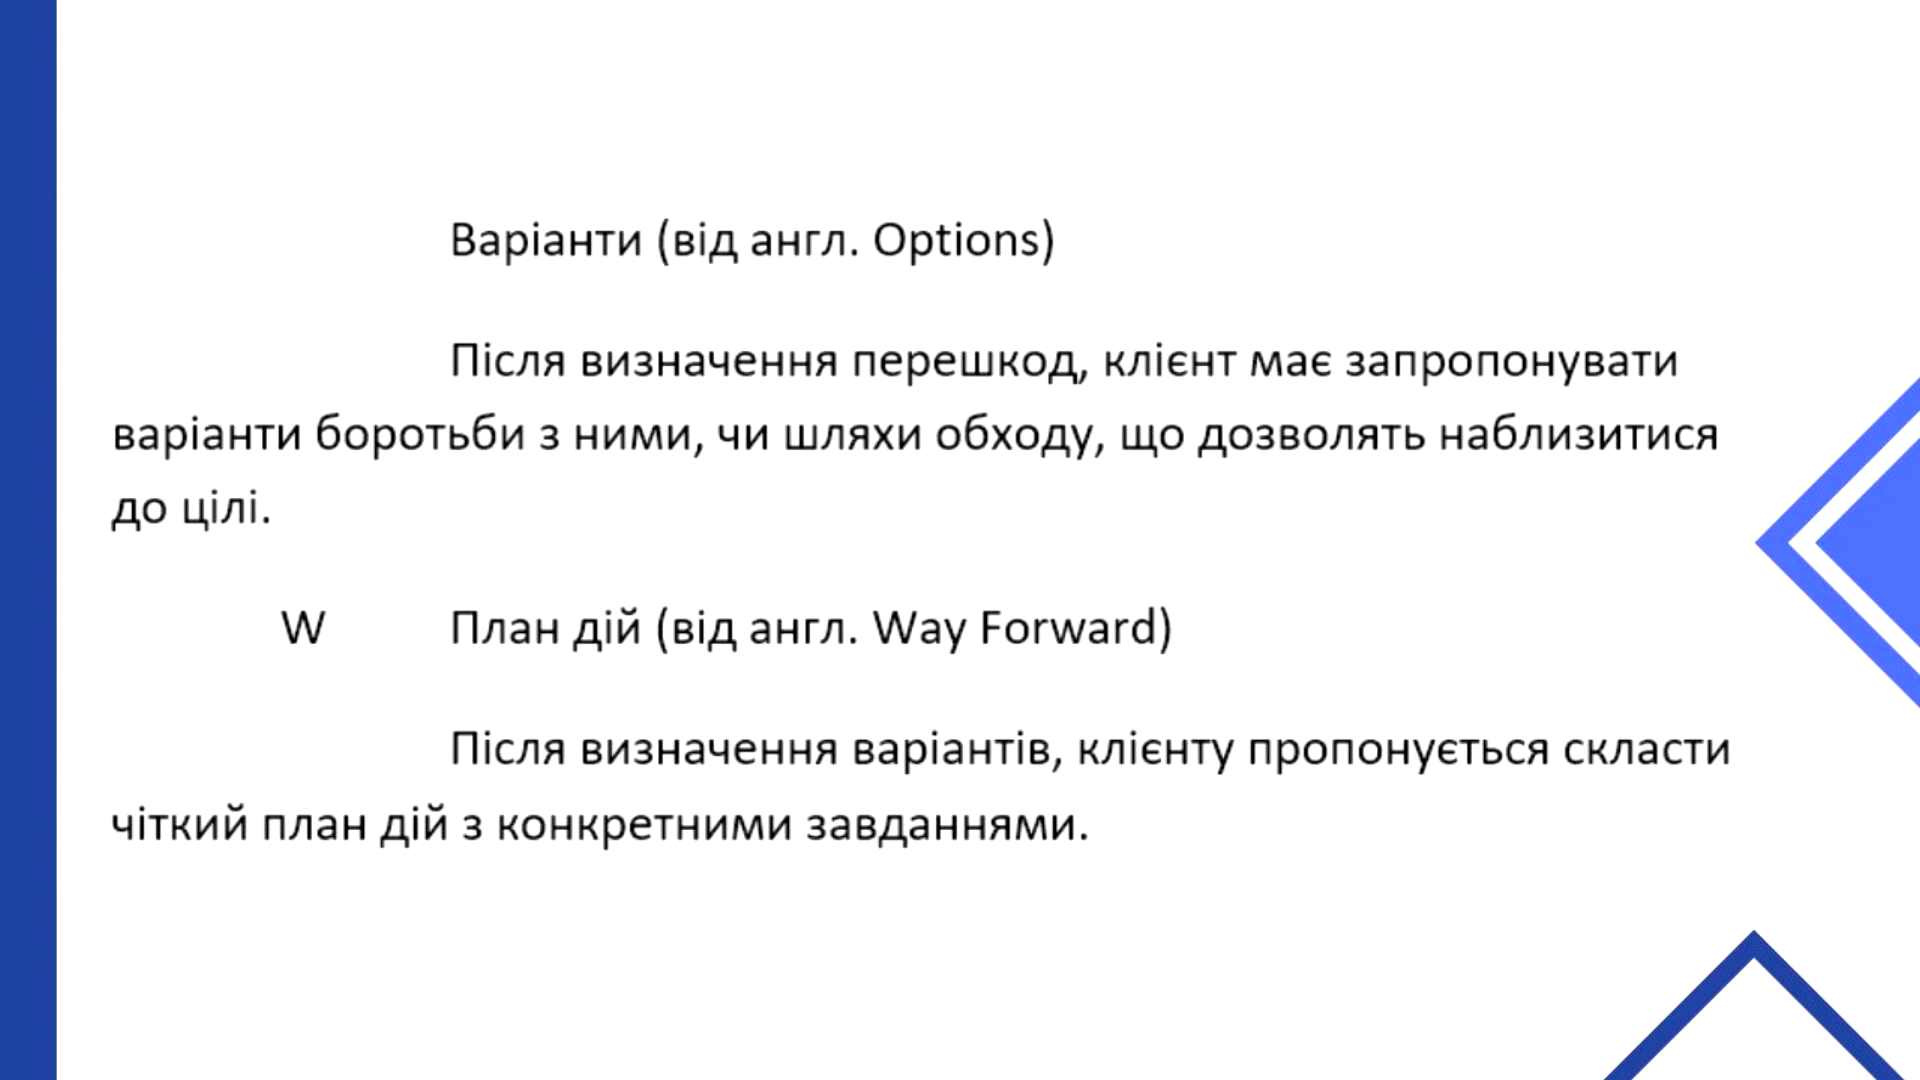 Варіанти (від англ. Options)
Після визначення перешкод, клієнт має запропонувати
варіанти боротьби з ними, чи шляхи обходу, що дозволять наблизитися
до цілі.
W План дій (від англ. Way Forward)
Після визначення варіантів, клієнту пропонується скласти
чіткий план дій з конкретними завданнями.